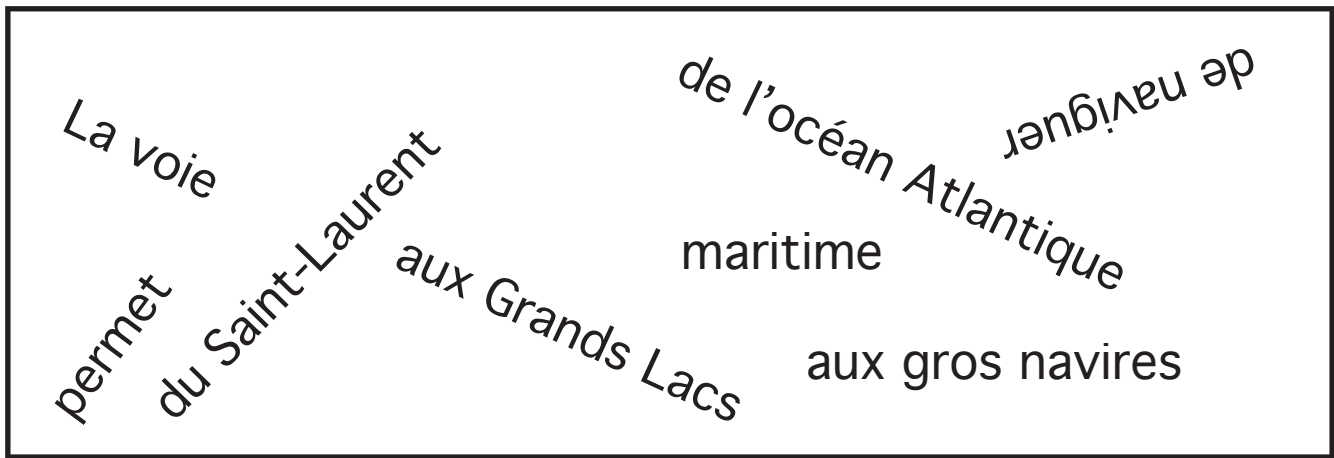 La voie
de l’océan Atlantique
de naviguer
du Saint-Laurent
aux Grands Lacs
maritime
permet
aux gros navires